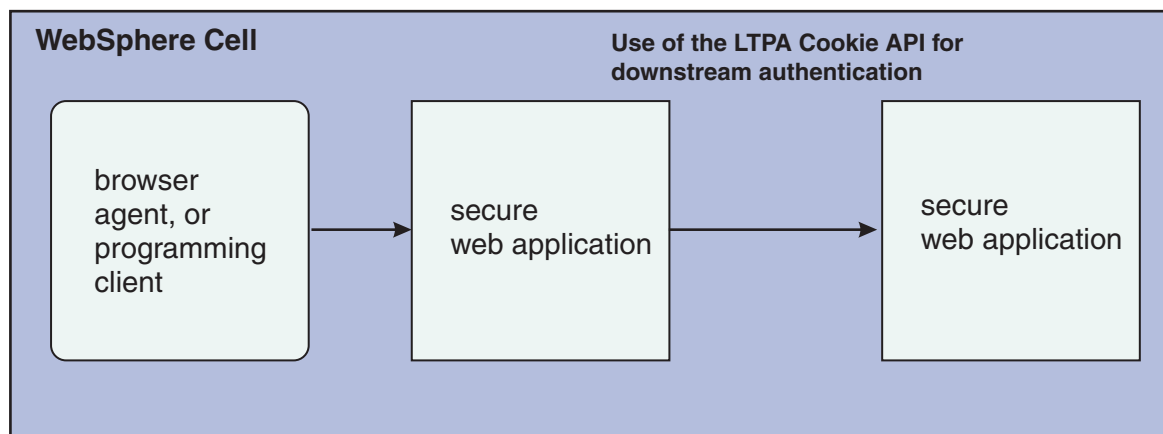 WebSphere Cell
Use of the LTPA Cookie API for
downstream authentication
browser
agent, or
programming
client
secure
web application
secure
web application